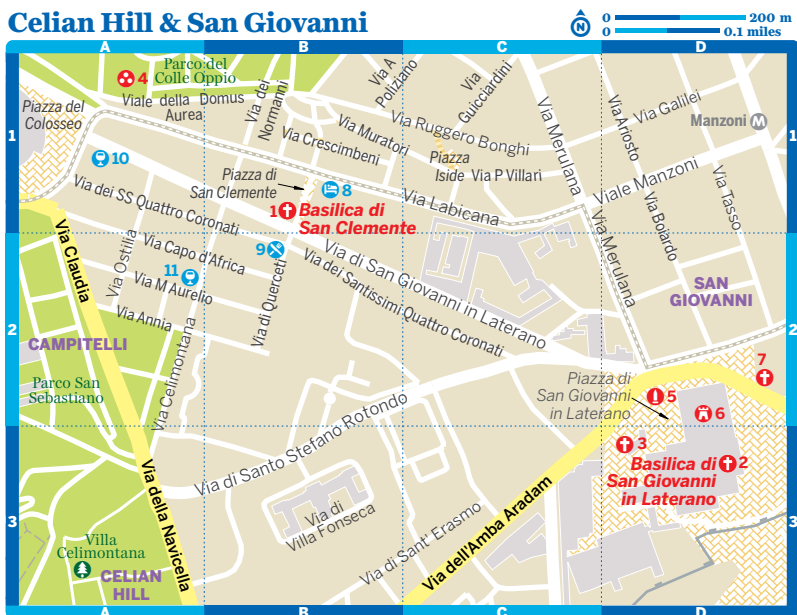 Celian Hill & San Giovanni
N
0 200 m
0 0.1 miles
A B C D
1
2
3
4
Parco del
Colle Oppio
Piazza del
Colosseo
Viale della Domus
Aurea
Via dei
Normanni
Via A
Poliziano
Via
Guicciardini
Via Merulana
Via Ariosto
Via Galilei
Manzoni M
Via Crescimbeni
Via Muratori
Via Ruggero Bonghi
Piazza
Iside
Via P Villari
Viale Manzoni
Via Tasso
10
Piazza di
San Clemente
8
Via Labicana
Via dei SS Quattro Coronati
1 Basilica di
San Clemente
Via Merulana
Via Boiardo
Via Claudia
Via Ostilla
Via Capo d'Africa
9
11
Via M Aurelio
Via di Querceti
Via di San Giovanni in Laterano
Via dei Santissimi Quattro Coronati
SAN
GIOVANNI
Via Annia
CAMPITELLI
Via Celimontana
Parco San
Sebastiano
Piazza di
San Giovanni
in Laterano
7
5
6
3
Basilica di
San Giovanni
in Laterano
2
Via di Santo Stefano Rotondo
Via della Navicella
Via di
Villa Fonseca
Via di Sant' Erasmo
Via dell'Amba Aradam
Villa
Celimontana
CELIAN
HILL
1
2
3
A B C D